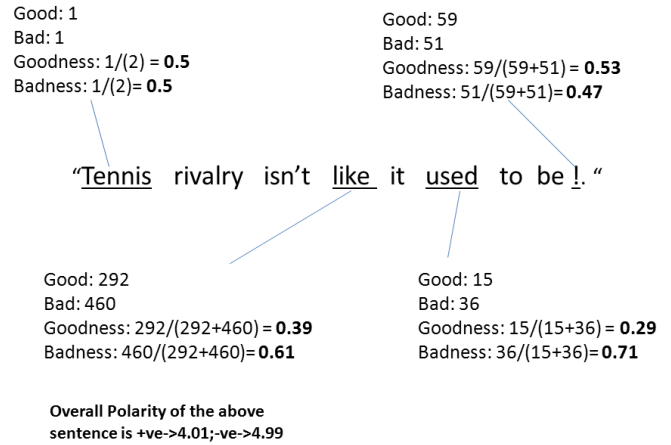 Good: 1
Bad: 1
Goodness: 1/(2) = 0.5
Badness: 1/(2)= 0.5
Good: 59
Bad: 51
Goodness: 59/(59+51) = 0.53
Badness: 51/(59+51)= 0.47
“Tennis rivalry isn’t like it used to be !. “
Good: 292
Bad: 460
Goodness: 292/(292+460) = 0.39
Badness: 460/(292+460)= 0.61
Good: 15
Bad: 36
Goodness: 15/(15+36) = 0.29
Badness: 36/(15+36)= 0.71
Overall Polarity of the above
sentence is +ve->4.01;-ve->4.99